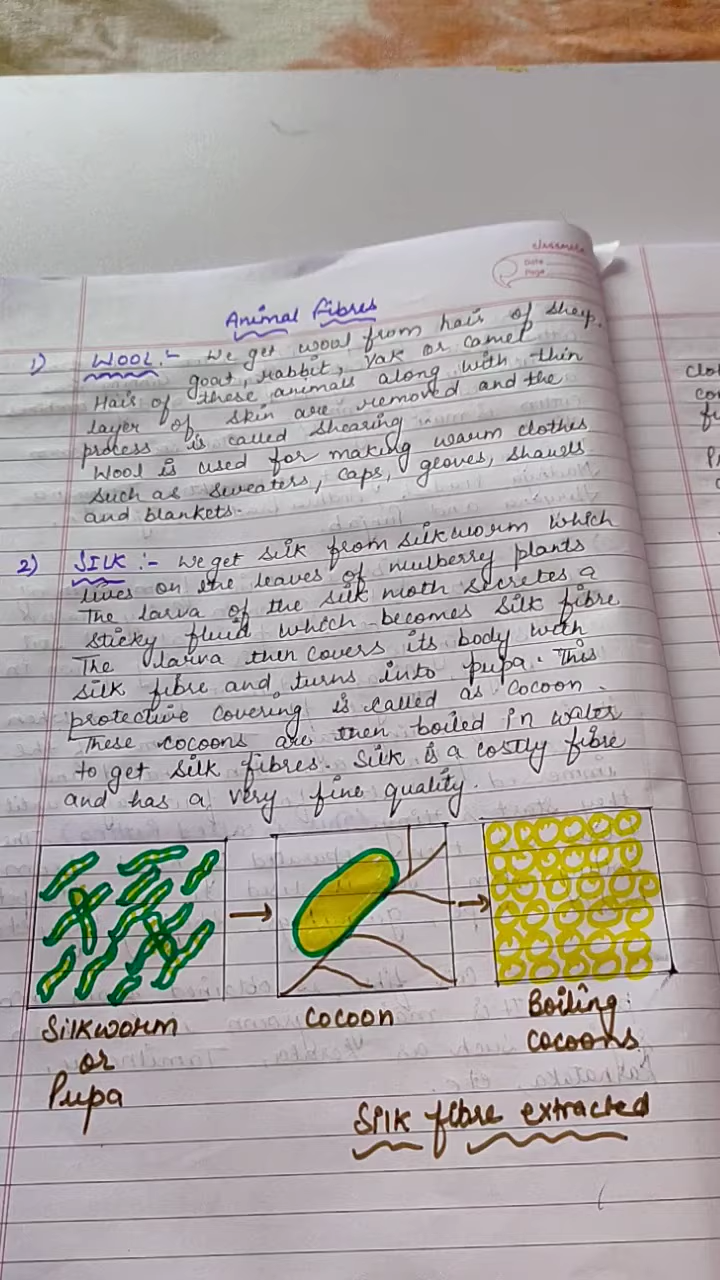 classmate
Date
Page
Animal Fibres
1) WOOL :- We get wool from hair of sheep,
goat, rabbit, yak or camel
Hair of these animals along with thin
layer of skin are removed and the
process is called shearing
Wool is used for making warm clothes
such as sweaters, caps, gloves, shawls
and blankets.
2) SILK :- We get silk from silkworm which
lives on the leaves of mulberry plants
The larva of the silk moth secretes a
sticky fluid which becomes silk fibre
The larva then covers its body with
silk fibre and turns into pupa. This
protective covering is called as cocoon.
These cocoons are then boiled in water
to get silk fibres. Silk is a costly fibre
and has a very fine quality.
Silkworm
or
Pupa
Cocoon
Boiling
cocoons
Silk fibre extracted